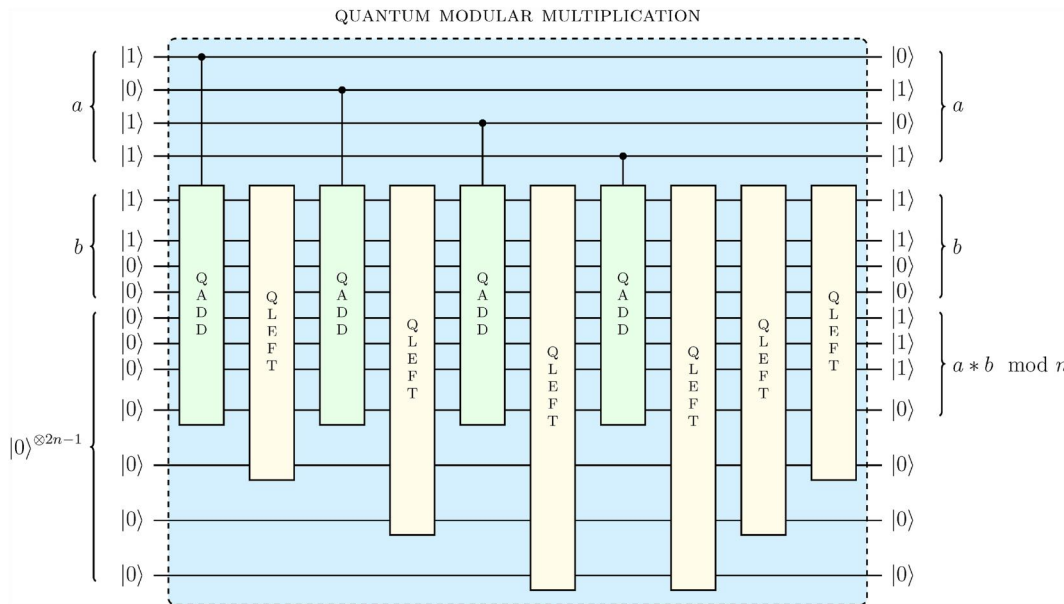 QUANTUM MODULAR MULTIPLICATION
|1⟩ |0⟩
|0⟩ |1⟩
a a
|1⟩ |0⟩
|1⟩ |1⟩
|1⟩ |1⟩
|1⟩ |1⟩
b b
|0⟩ |0⟩
|0⟩ |0⟩
|0⟩ |1⟩
|0⟩ |1⟩
|0⟩ |1⟩
a ∗ b mod n
|0⟩ |0⟩
|0⟩^{⊗2n−1}
|0⟩ |0⟩
|0⟩ |0⟩
|0⟩ |0⟩
QADD
QLEFT
QADD
QLEFT
QADD
QLEFT
QADD
QLEFT
QLEFT
QLEFT